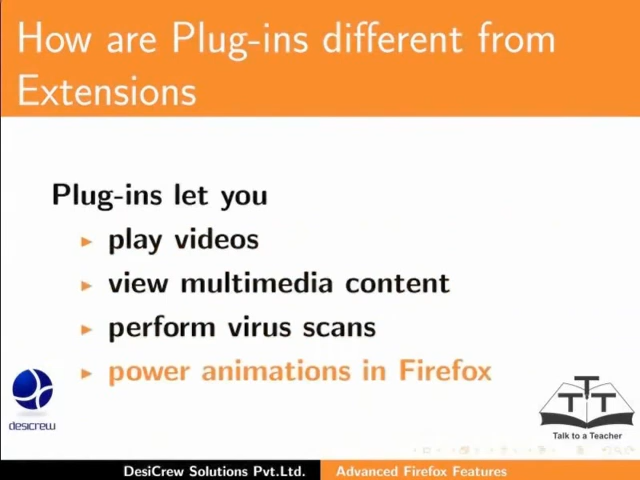 How are Plug-ins different from
Extensions
Plug-ins let you
play videos
view multimedia content
perform virus scans
power animations in Firefox
desicrew
TTT
Talk to a Teacher
DesiCrew Solutions Pvt.Ltd.
Advanced Firefox Features